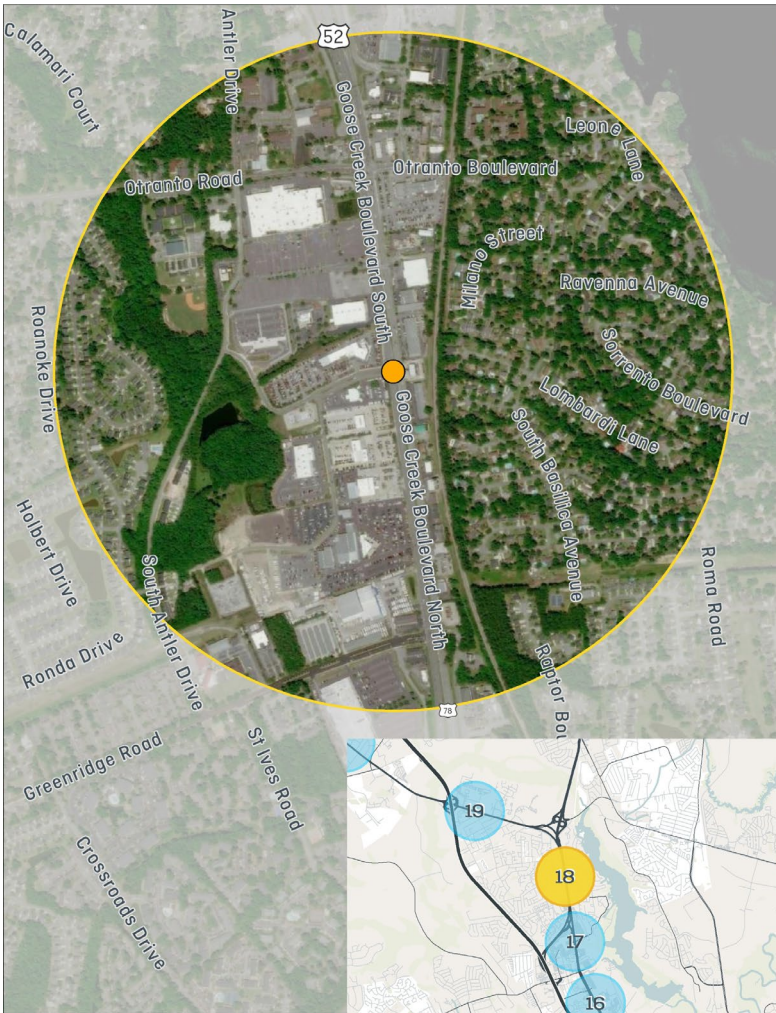 52
Calamari Court
Antler Drive
Goose Creek Boulevard South
Leone Lane
Otranto Road
Otranto Boulevard
Milano Street
Ravenna Avenue
Roanoke Drive
Sorrento Boulevard
Lombardi Lane
South Basilica Avenue
Goose Creek Boulevard North
Holbert Drive
South Antler Drive
Roma Road
Ronda Drive
Raptor Bou
78
St Ives Road
Greenridge Road
Crossroads Drive
19
18
17
16